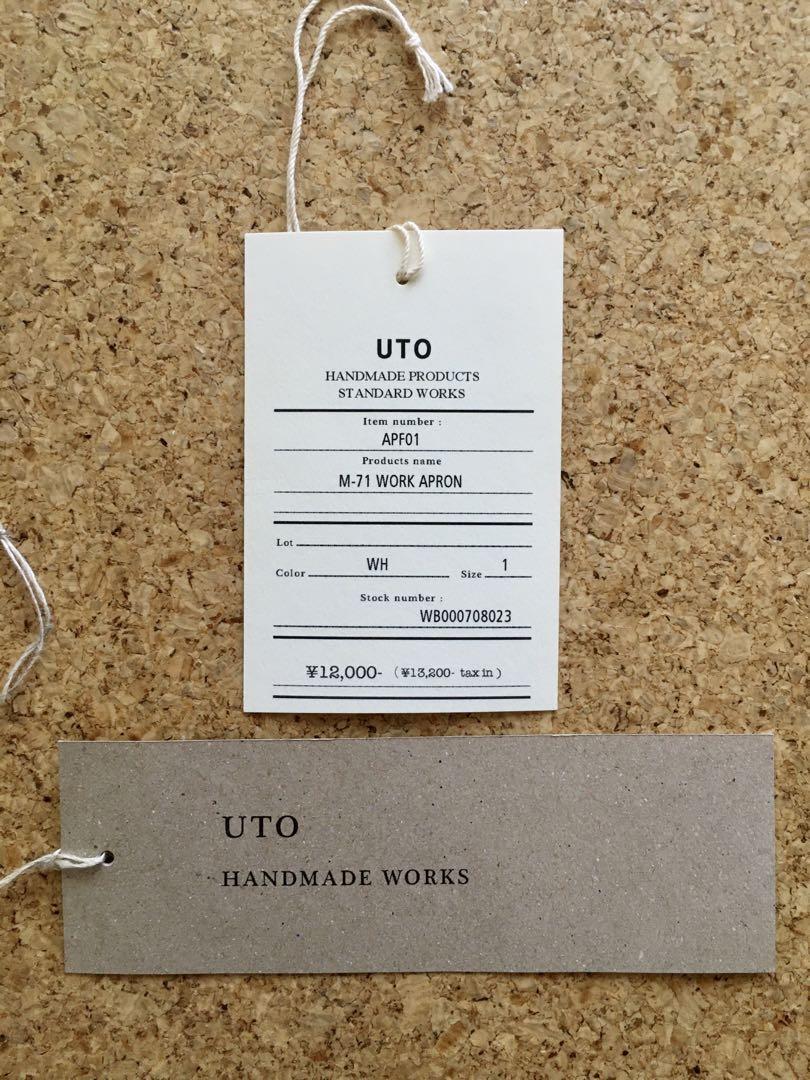 UTO
HANDMADE PRODUCTS
STANDARD WORKS
Item number :
APF01
Products name
M-71 WORK APRON
Lot
Color WH Size 1
Stock number :
WB000708023
¥12,000- (¥13,200- tax in)
UTO
HANDMADE WORKS